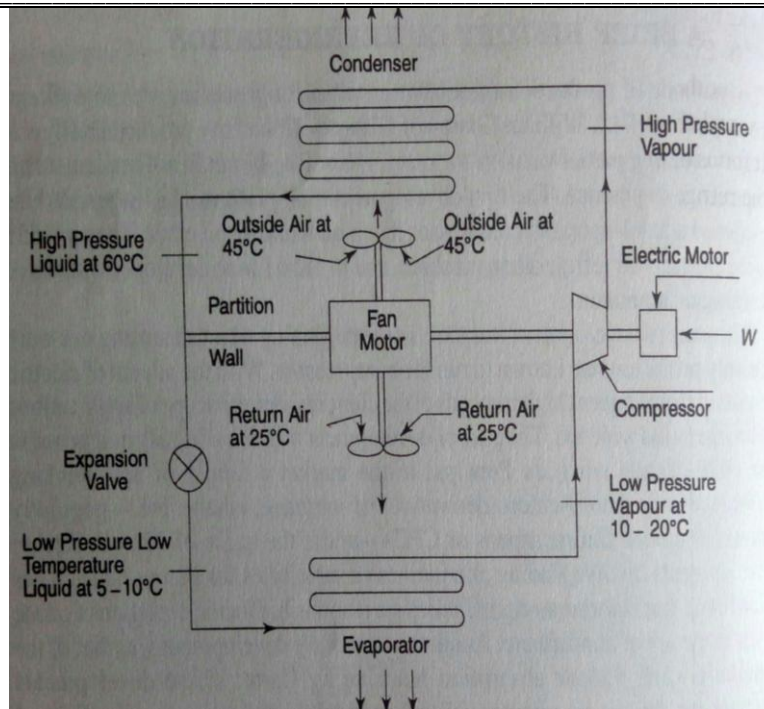 Condenser
High Pressure
Vapour
Outside Air at
45°C
Outside Air at
45°C
High Pressure
Liquid at 60°C
Electric Motor
Partition
Wall
Fan
Motor
W
Return Air
at 25°C
Return Air
at 25°C
Compressor
Expansion
Valve
Low Pressure
Vapour at
10 – 20°C
Low Pressure Low
Temperature
Liquid at 5–10°C
Evaporator